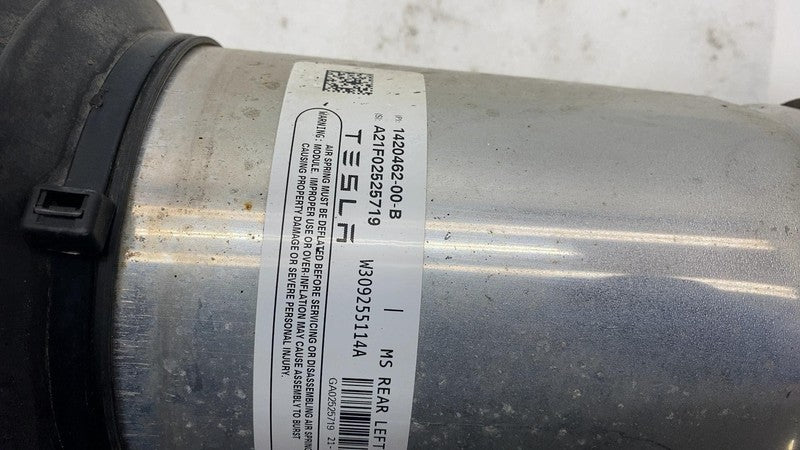 (P): 1420462-00-B
(S): A21F02525719
TESLA
MS REAR LEFT
W309255114A
GA02525719 21-
AIR SPRING MUST BE DEFLATED BEFORE SERVICING OR DISASSEMBLING AIR SPRING
WARNING: MODULE. IMPROPER USE OR OVER-INFLATION MAY CAUSE ASSEMBLY TO BURST
CAUSING PROPERTY DAMAGE OR SEVERE PERSONAL INJURY.